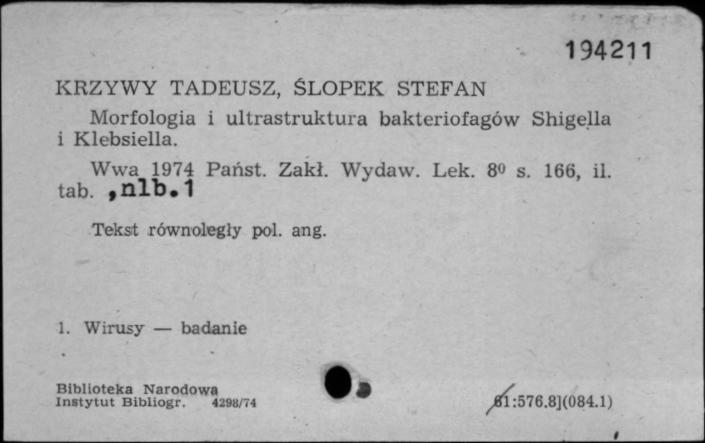 194211
KRZYWY TADEUSZ, ŚLOPEK STEFAN
Morfologia i ultrastruktura bakteriofagów Shigella
i Klebsiella.
Wwa 1974 Państ. Zakł. Wydaw. Lek. 8⁰ s. 166, il.
tab. , nlb. 1
Tekst równoległy pol. ang.
1. Wirusy — badanie
Biblioteka Narodowa
Instytut Bibliogr. 4298/74 61:576.8](084.1)